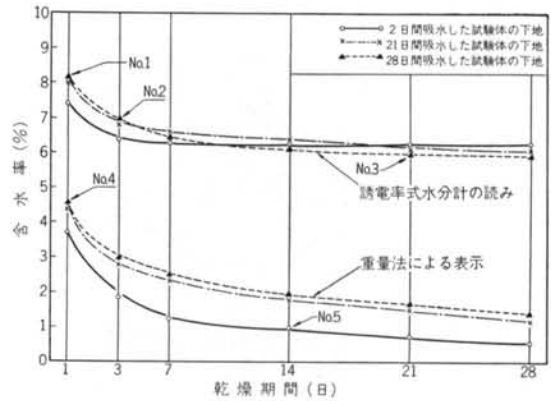 2日間吸水した試験体の下地
21日間吸水した試験体の下地
28日間吸水した試験体の下地
含水率(%)
10
9
8
7
6
5
4
3
2
1
0
No.1
No.2
No.3
誘電率式水分計の読み
No.4
重量法による表示
No.5
1 3 7 14 21 28
乾燥期間(日)